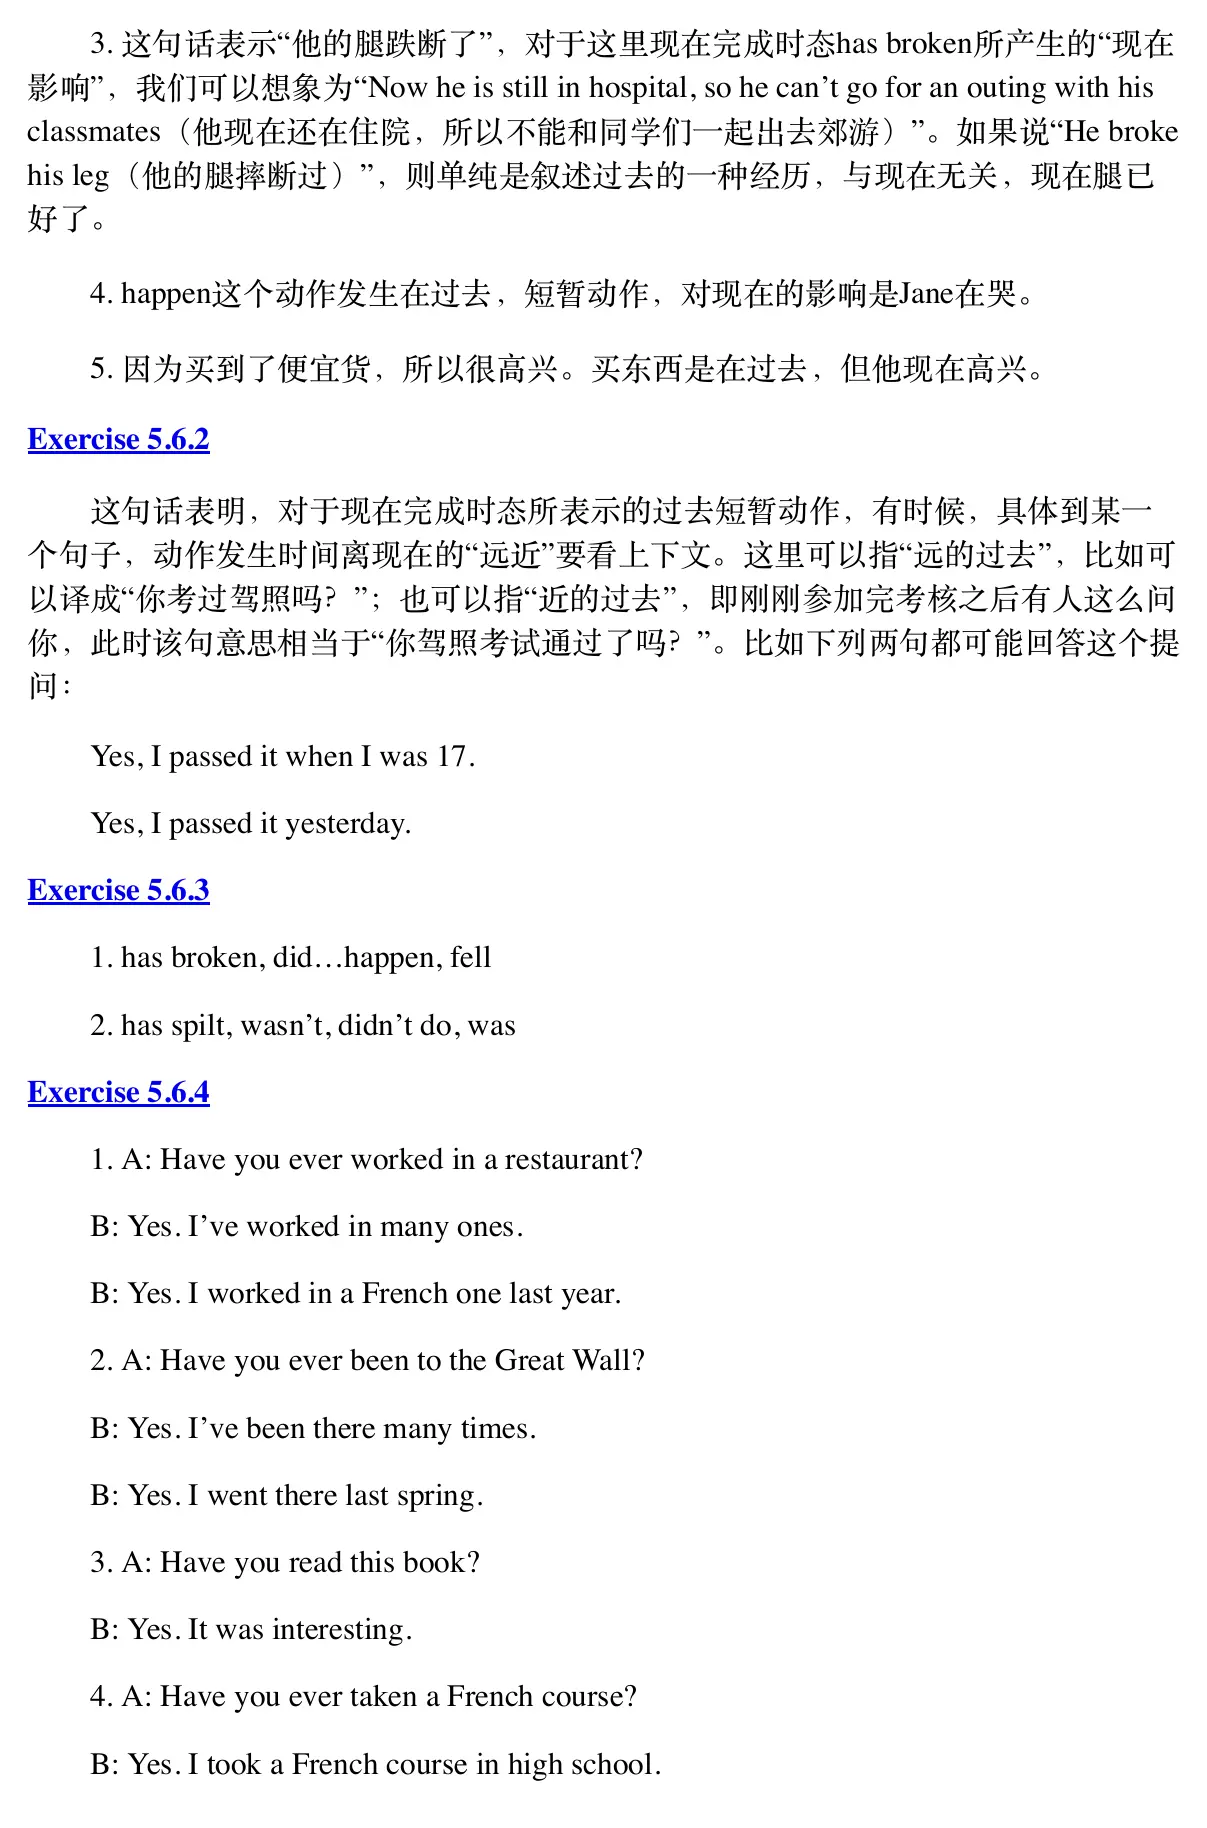 3. 这句话表示“他的腿跌断了”，对于这里现在完成时态has broken所产生的“现在
影响”，我们可以想象为“Now he is still in hospital, so he can’t go for an outing with his
classmates（他现在还在住院，所以不能和同学们一起出去郊游）”。如果说“He broke
his leg（他的腿摔断过）”，则单纯是叙述过去的一种经历，与现在无关，现在腿已
好了。
4. happen这个动作发生在过去，短暂动作，对现在的影响是Jane在哭。
5. 因为买到了便宜货，所以很高兴。买东西是在过去，但他现在高兴。
Exercise 5.6.2
这句话表明，对于现在完成时态所表示的过去短暂动作，有时候，具体到某一
个句子，动作发生时间离现在的“远近”要看上下文。这里可以指“远的过去”，比如可
以译成“你考过驾照吗？”；也可以指“近的过去”，即刚刚参加完考核之后有人这么问
你，此时该句意思相当于“你驾照考试通过了吗？”。比如下列两句都可能回答这个提
问：
Yes, I passed it when I was 17.
Yes, I passed it yesterday.
Exercise 5.6.3
1. has broken, did…happen, fell
2. has spilt, wasn’t, didn’t do, was
Exercise 5.6.4
1. A: Have you ever worked in a restaurant?
B: Yes. I’ve worked in many ones.
B: Yes. I worked in a French one last year.
2. A: Have you ever been to the Great Wall?
B: Yes. I’ve been there many times.
B: Yes. I went there last spring.
3. A: Have you read this book?
B: Yes. It was interesting.
4. A: Have you ever taken a French course?
B: Yes. I took a French course in high school.